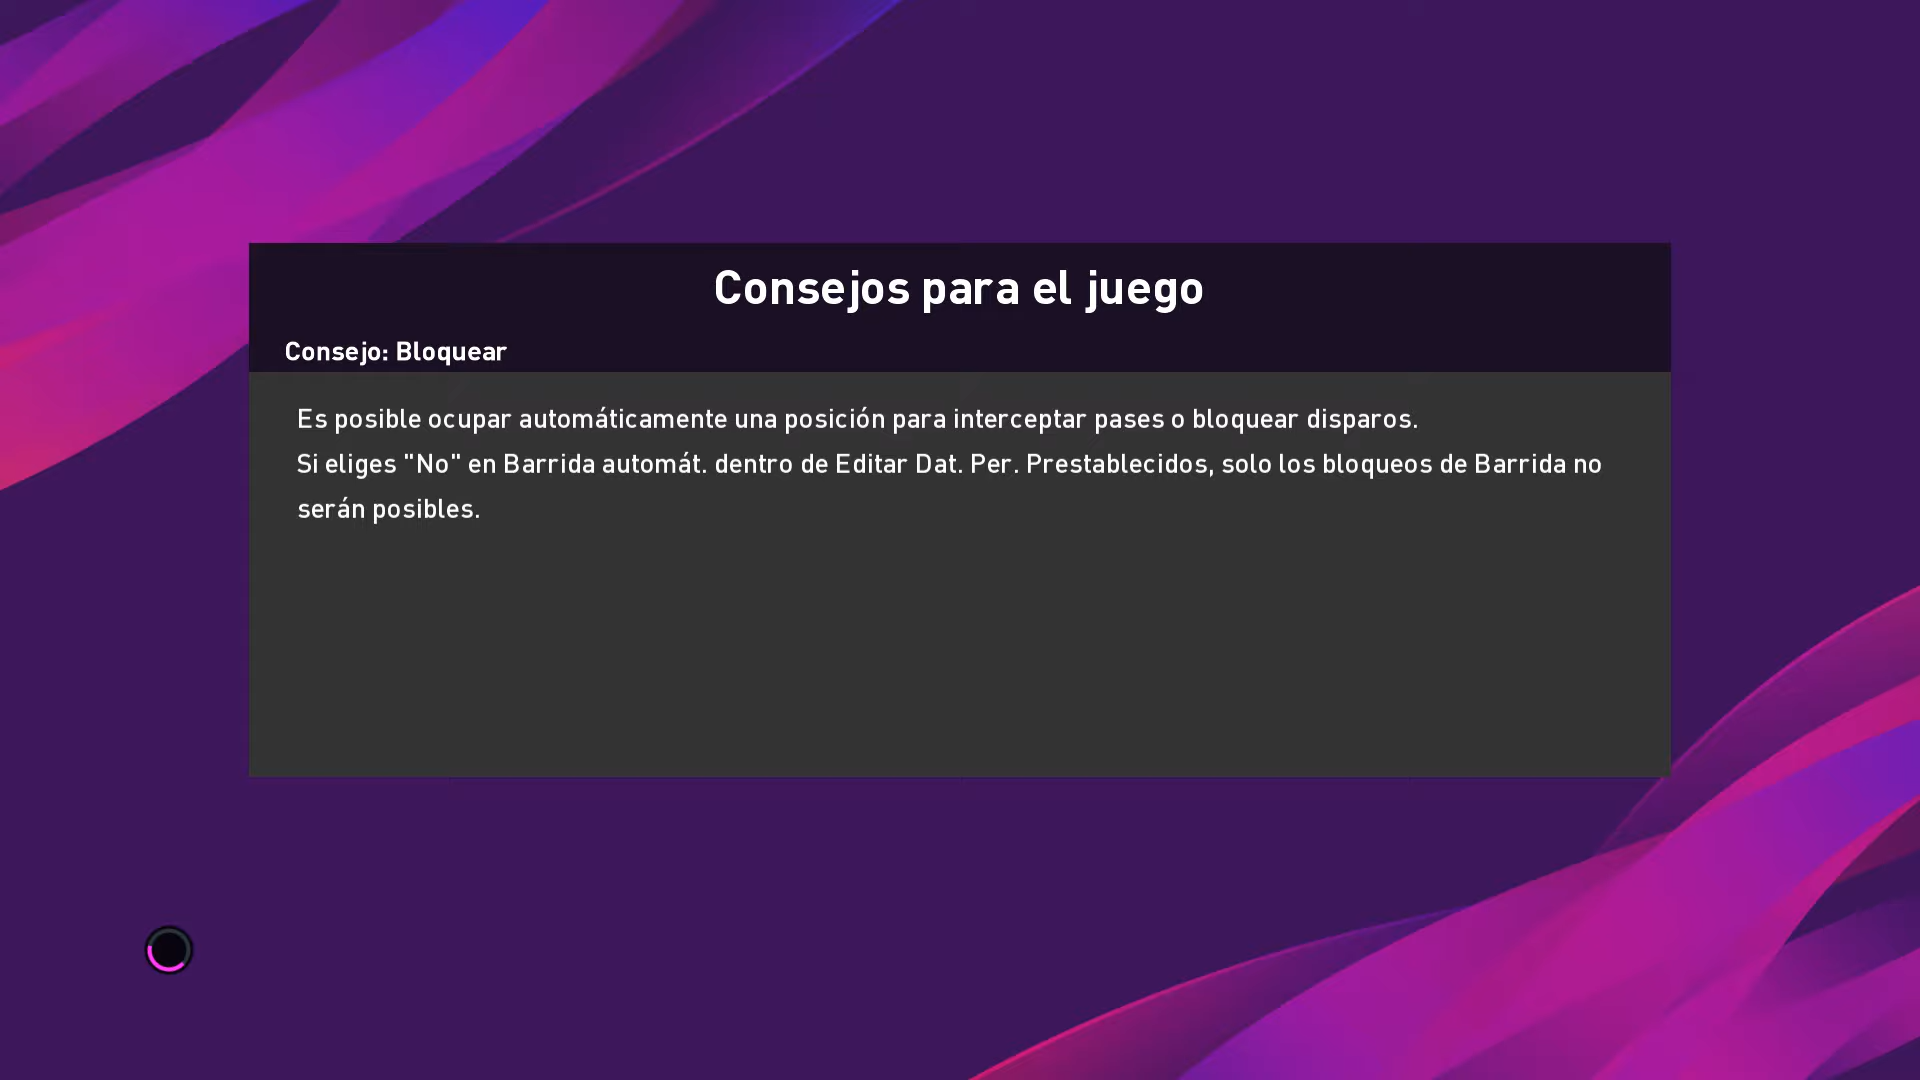 Consejos para el juego
Consejo: Bloquear
Es posible ocupar automáticamente una posición para interceptar pases o bloquear disparos.
Si eliges "No" en Barrida automát. dentro de Editar Dat. Per. Prestablecidos, solo los bloqueos de Barrida no
serán posibles.